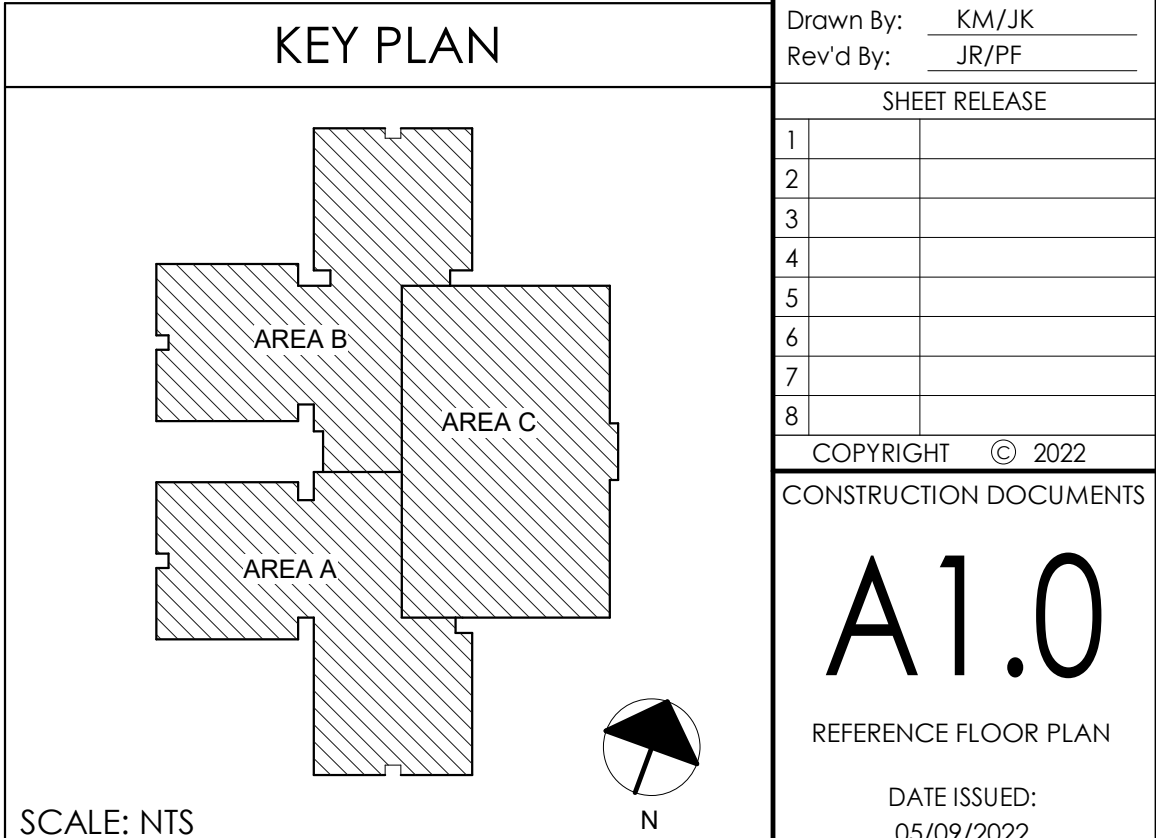 KEY PLAN
AREA B
AREA C
AREA A
N
SCALE: NTS
Drawn By: KM/JK
Rev'd By: JR/PF
SHEET RELEASE
1
2
3
4
5
6
7
8
COPYRIGHT © 2022
CONSTRUCTION DOCUMENTS
A1.0
REFERENCE FLOOR PLAN
DATE ISSUED:
05/09/2022